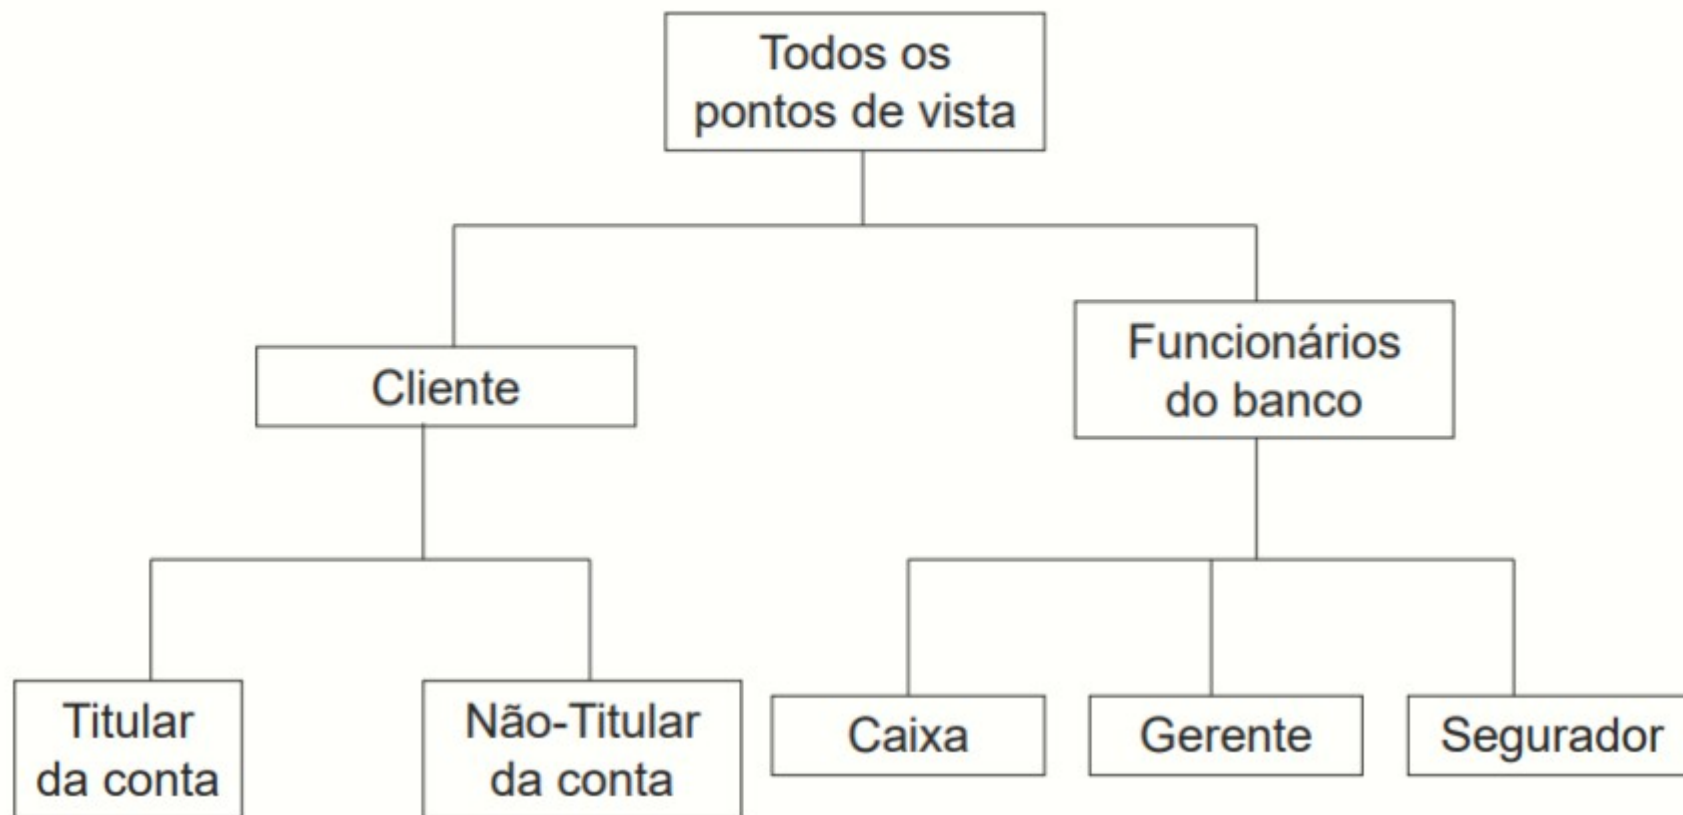 Todos os
pontos de vista
Cliente
Funcionários
do banco
Titular
da conta
Não-Titular
da conta
Caixa
Gerente
Segurador